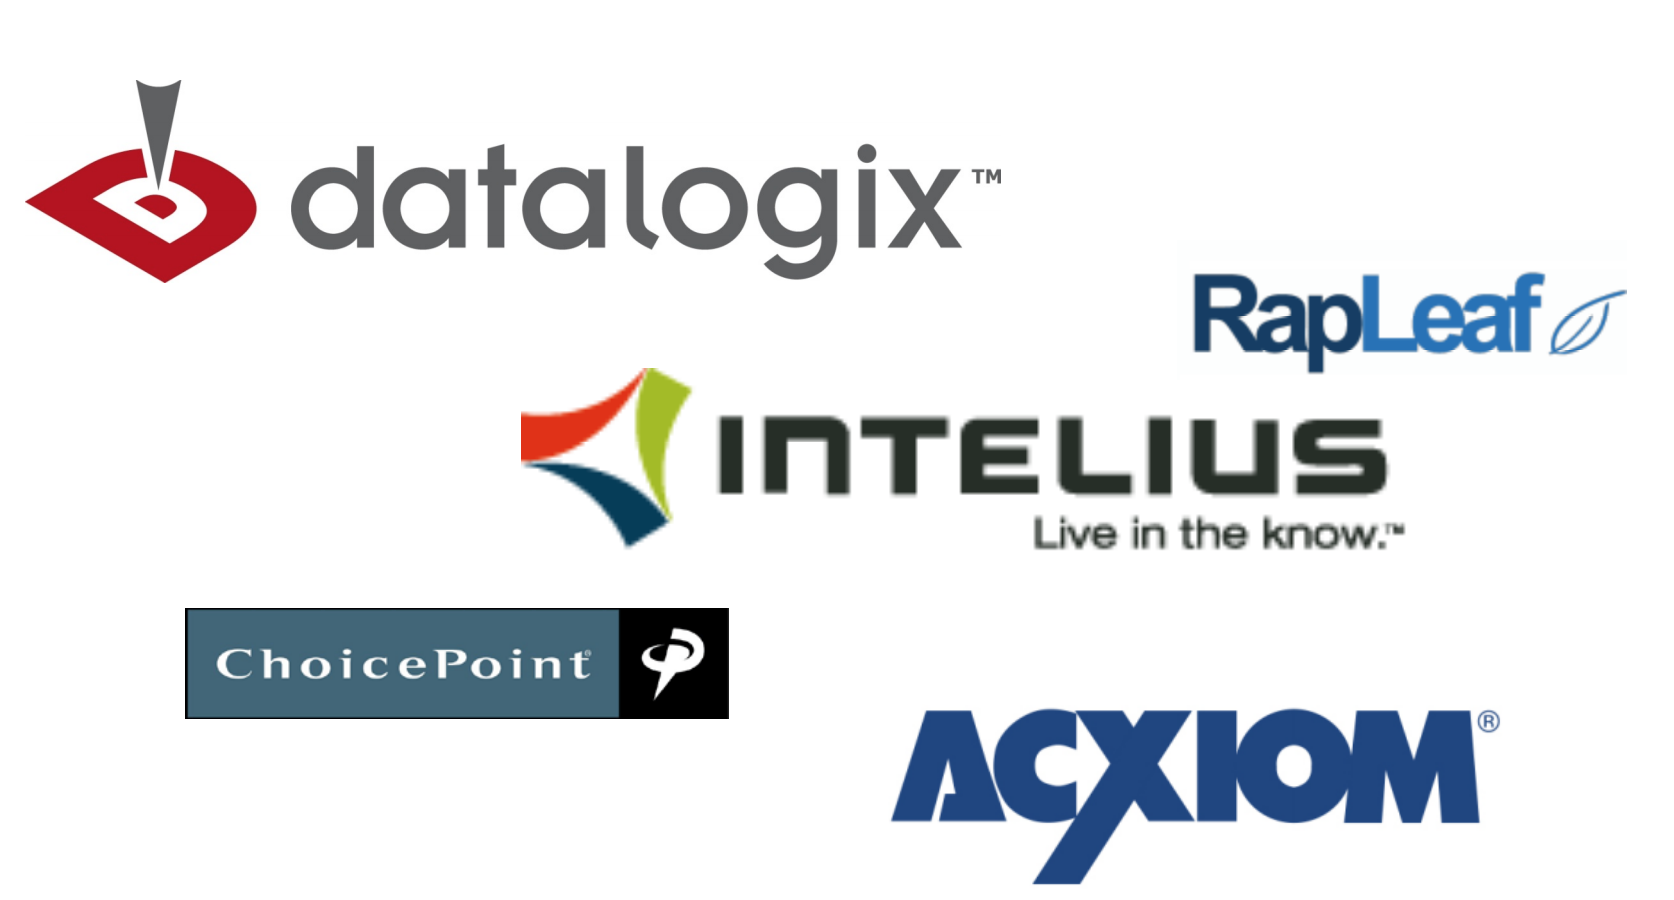 datalogix™
RapLeaf
INTELIUS
Live in the know.™
ChoicePoint®
ACXIOM®